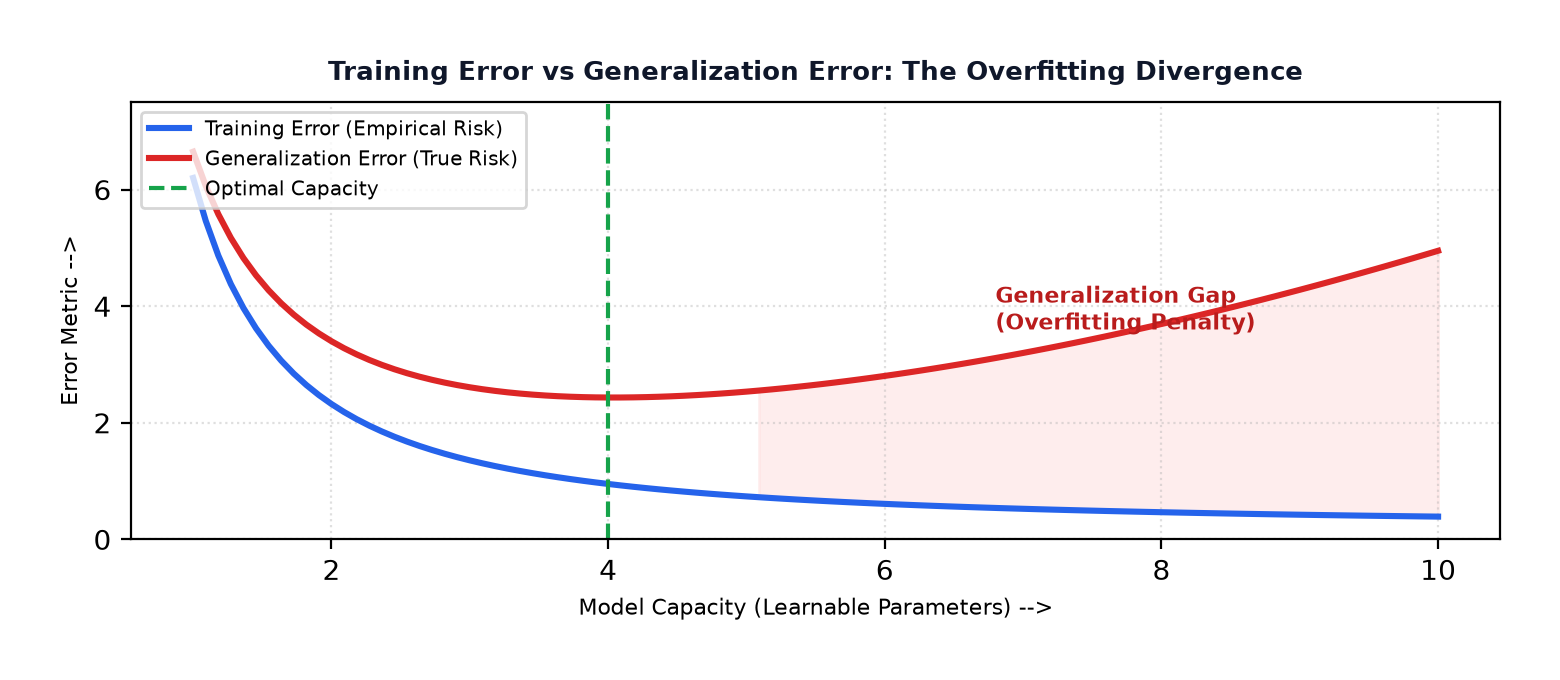 Training Error vs Generalization Error: The Overfitting Divergence
Training Error (Empirical Risk)
Generalization Error (True Risk)
Optimal Capacity
Generalization Gap
(Overfitting Penalty)
Error Metric -->
6
4
2
0
2
4
6
8
10
Model Capacity (Learnable Parameters) -->